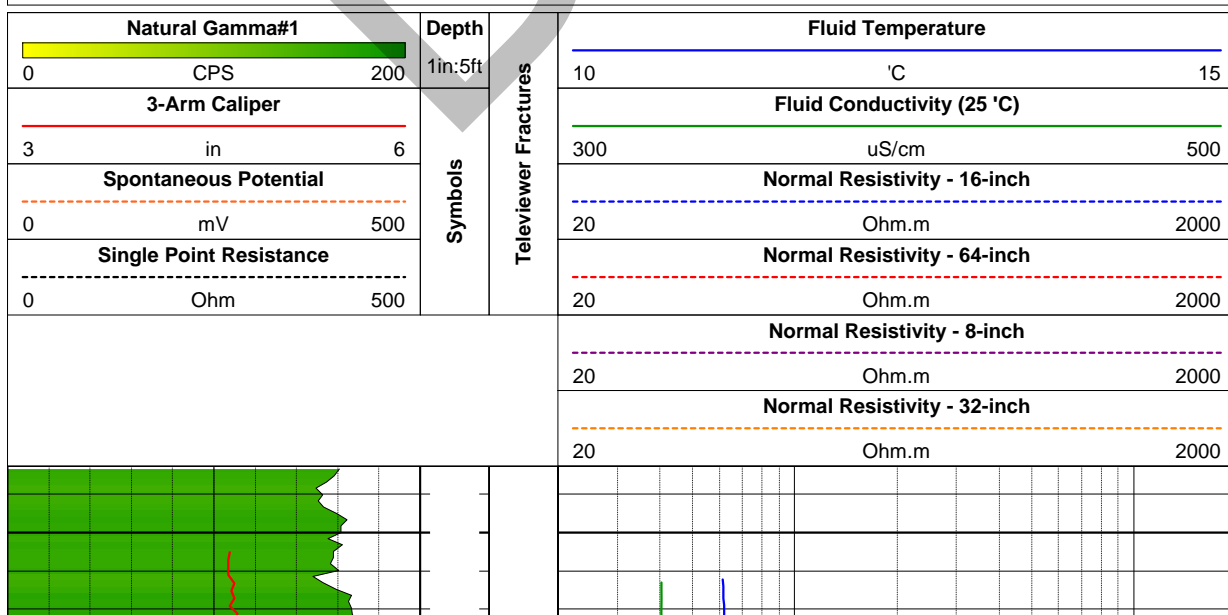 Natural Gamma#1
0 CPS 200
3-Arm Caliper
3 in 6
Spontaneous Potential
0 mV 500
Single Point Resistance
0 Ohm 500
Depth
1in:5ft
Symbols
Televiewer Fractures
Fluid Temperature
10 'C 15
Fluid Conductivity (25 'C)
300 uS/cm 500
Normal Resistivity - 16-inch
20 Ohm.m 2000
Normal Resistivity - 64-inch
20 Ohm.m 2000
Normal Resistivity - 8-inch
20 Ohm.m 2000
Normal Resistivity - 32-inch
20 Ohm.m 2000